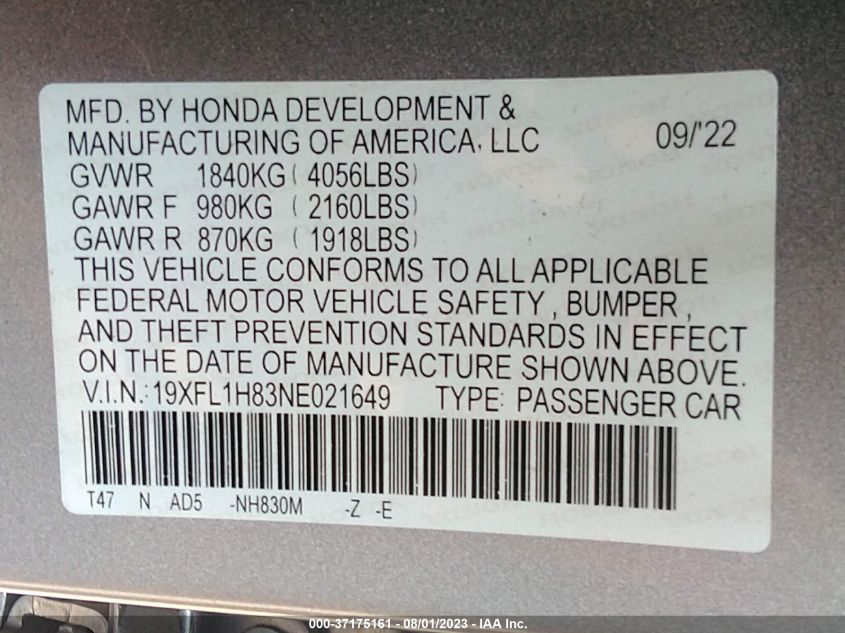 MFD. BY HONDA DEVELOPMENT &
MANUFACTURING OF AMERICA, LLC 09/'22
GVWR 1840KG ( 4056LBS)
GAWR F 980KG ( 2160LBS)
GAWR R 870KG ( 1918LBS)
THIS VEHICLE CONFORMS TO ALL APPLICABLE
FEDERAL MOTOR VEHICLE SAFETY , BUMPER ,
AND THEFT PREVENTION STANDARDS IN EFFECT
ON THE DATE OF MANUFACTURE SHOWN ABOVE.
V.I.N.: 19XFL1H83NE021649 TYPE: PASSENGER CAR
T47 N AD5 -NH830M -Z -E
000-37175161 - 08/01/2023 - IAA Inc.